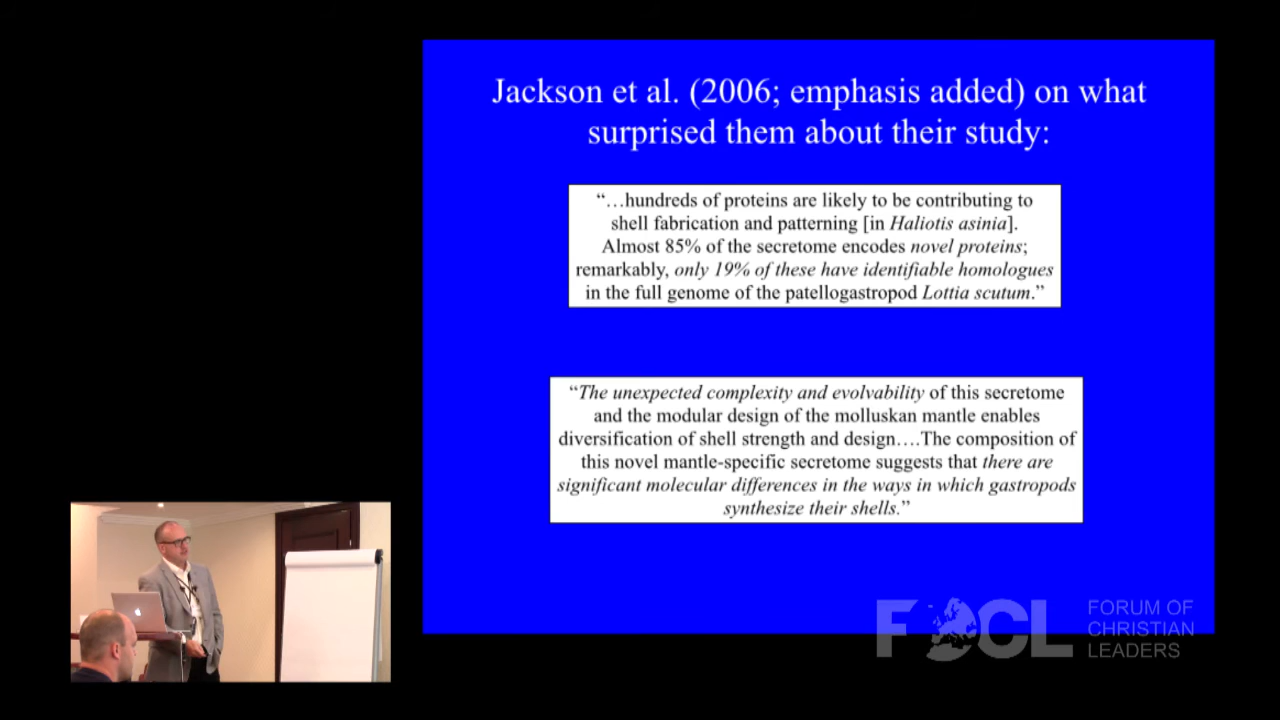 Jackson et al. (2006; emphasis added) on what
surprised them about their study:
“…hundreds of proteins are likely to be contributing to
shell fabrication and patterning [in Haliotis asinia].
Almost 85% of the secretome encodes novel proteins;
remarkably, only 19% of these have identifiable homologues
in the full genome of the patellogastropod Lottia scutum.”
“The unexpected complexity and evolvability of this secretome
and the modular design of the molluskan mantle enables
diversification of shell strength and design….The composition of
this novel mantle-specific secretome suggests that there are
significant molecular differences in the ways in which gastropods
synthesize their shells.”
FOCL
FORUM OF
CHRISTIAN
LEADERS